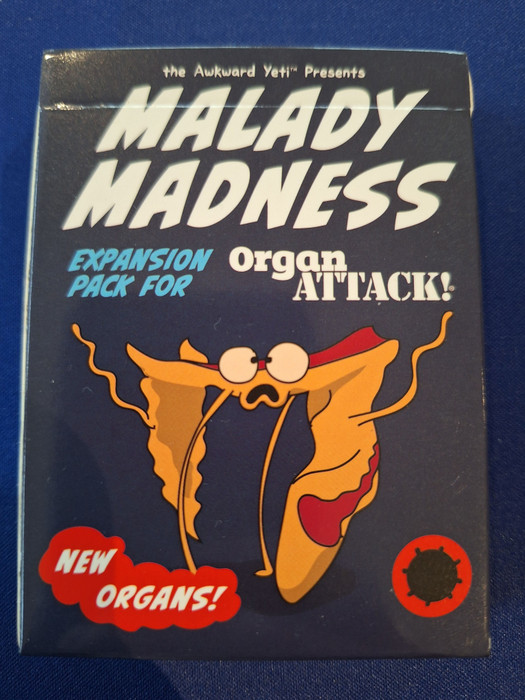 the Awkward Yeti™ Presents
MALADY
MADNESS
EXPANSION
PACK FOR
Organ
ATTACK!
NEW
ORGANS!